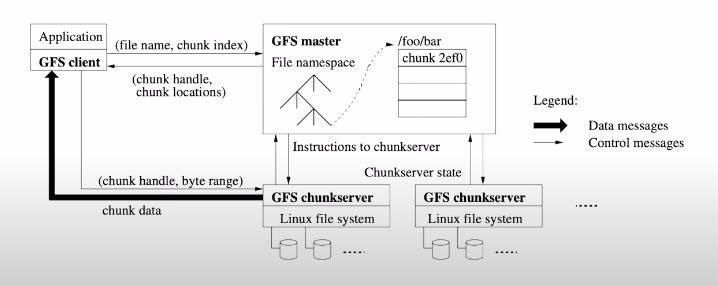 Application
GFS client
(file name, chunk index)
(chunk handle,
chunk locations)
GFS master
File namespace
/foo/bar
chunk 2ef0
Legend:
Data messages
Control messages
Instructions to chunkserver
Chunkserver state
(chunk handle, byte range)
chunk data
GFS chunkserver
Linux file system
GFS chunkserver
Linux file system